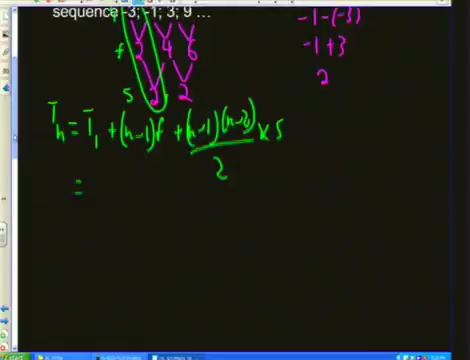 sequence -3; -1; 3; 9 ...
-1 - (-3)
f 2 4 6
-1 + 3
s 2 2
2
Tn = T1 + (n-1)f + (n-1)(n-2)/2 x s
=